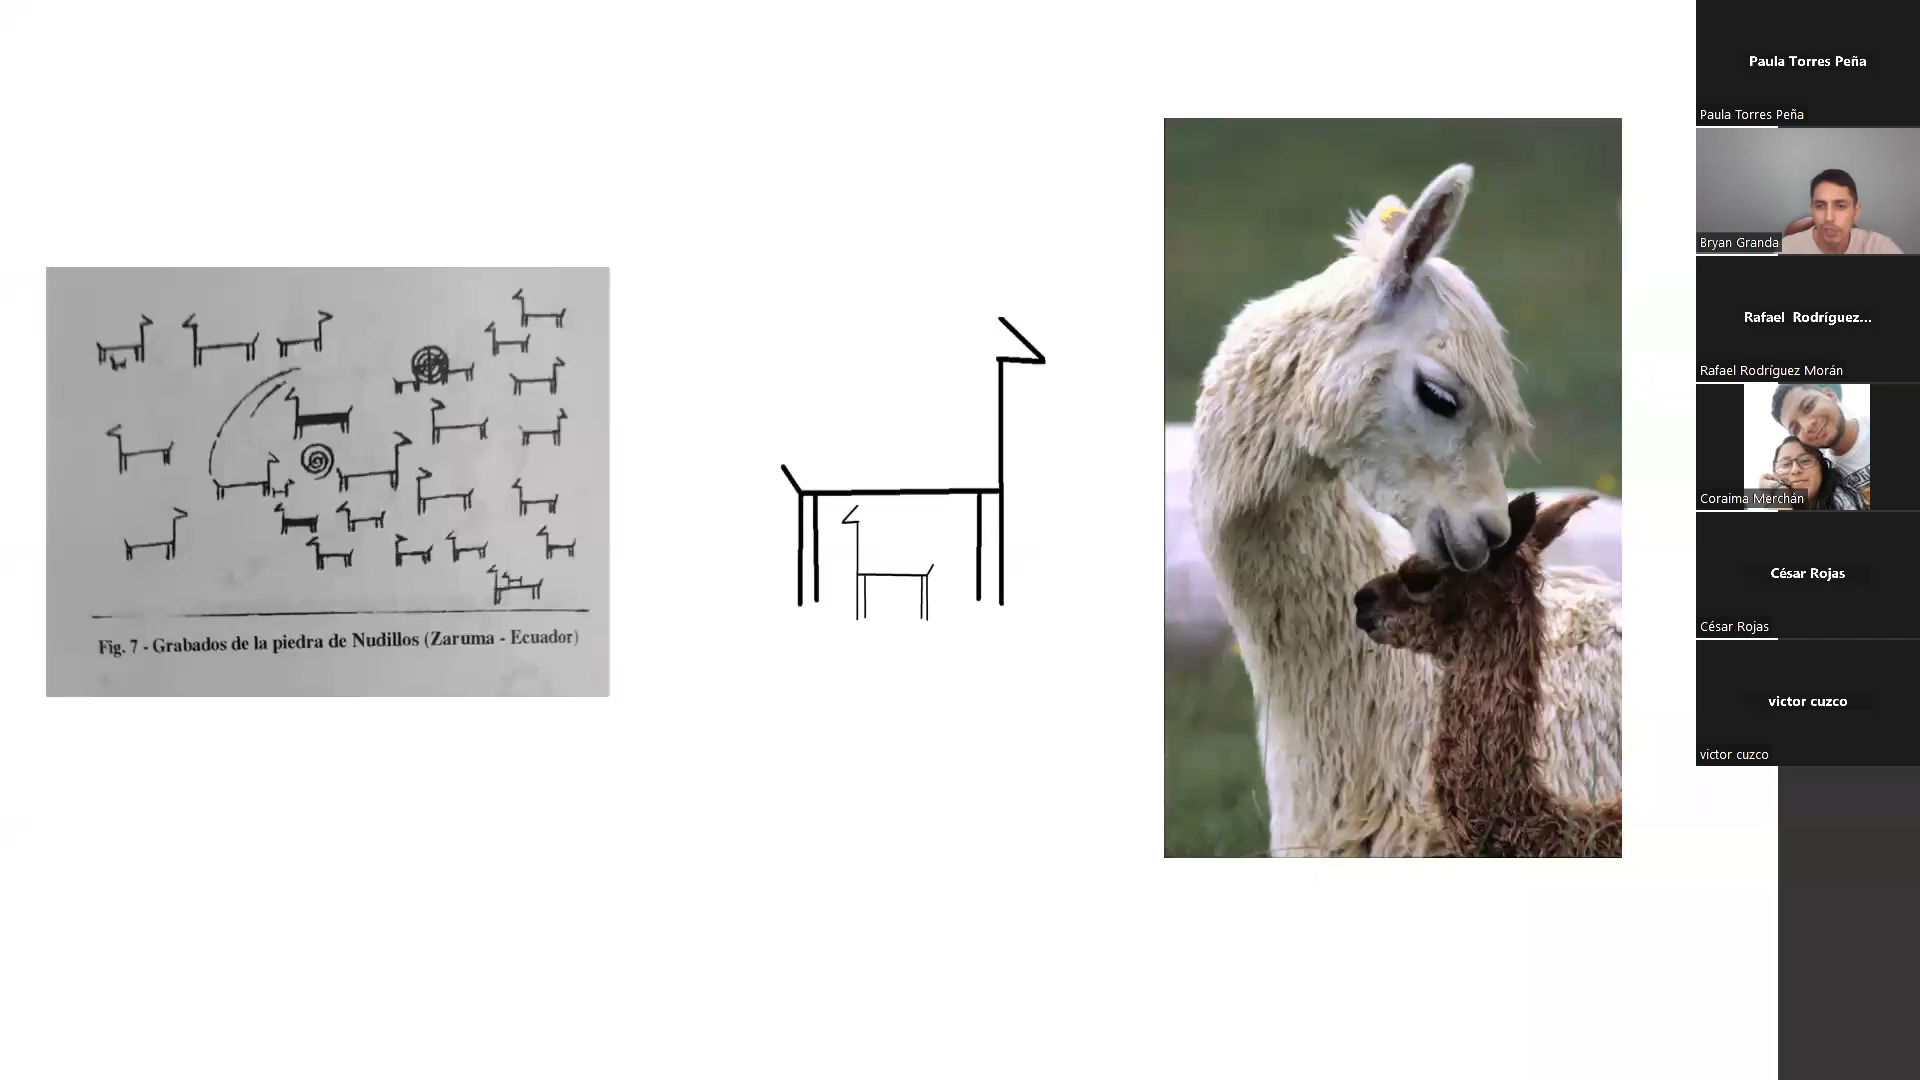 Fig. 7 - Grabados de la piedra de Nudillos (Zaruma - Ecuador)
Paula Torres Peña
Paula Torres Peña
Bryan Granda
Rafael Rodríguez...
Rafael Rodríguez Morán
Coraima Merchán
César Rojas
César Rojas
victor cuzco
victor cuzco